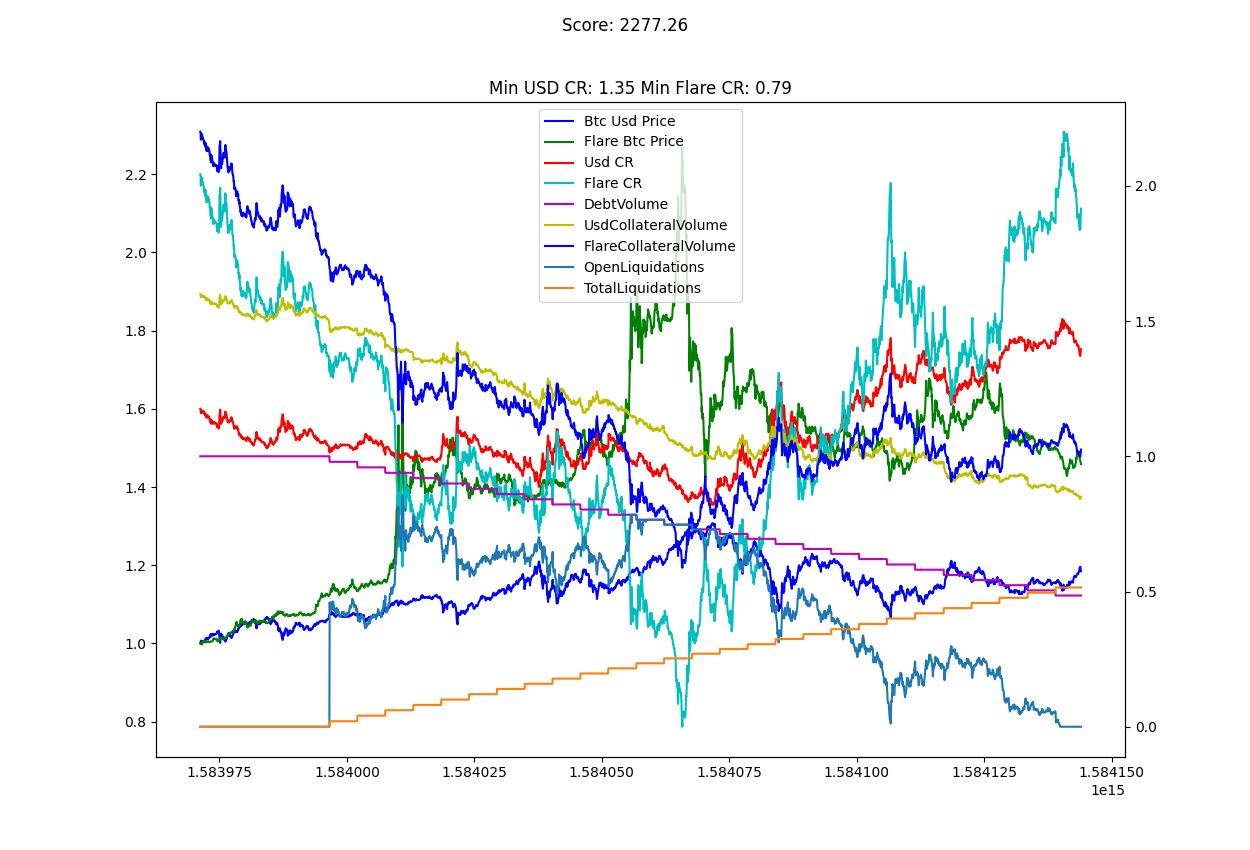 Score: 2277.26
Min USD CR: 1.35 Min Flare CR: 0.79
Btc Usd Price
Flare Btc Price
Usd CR
Flare CR
DebtVolume
UsdCollateralVolume
FlareCollateralVolume
OpenLiquidations
TotalLiquidations
2.2
2.0
1.8
1.6
1.4
1.2
1.0
0.8
2.0
1.5
1.0
0.5
0.0
1.583975 1.584000 1.584025 1.584050 1.584075 1.584100 1.584125 1.584150
1e15